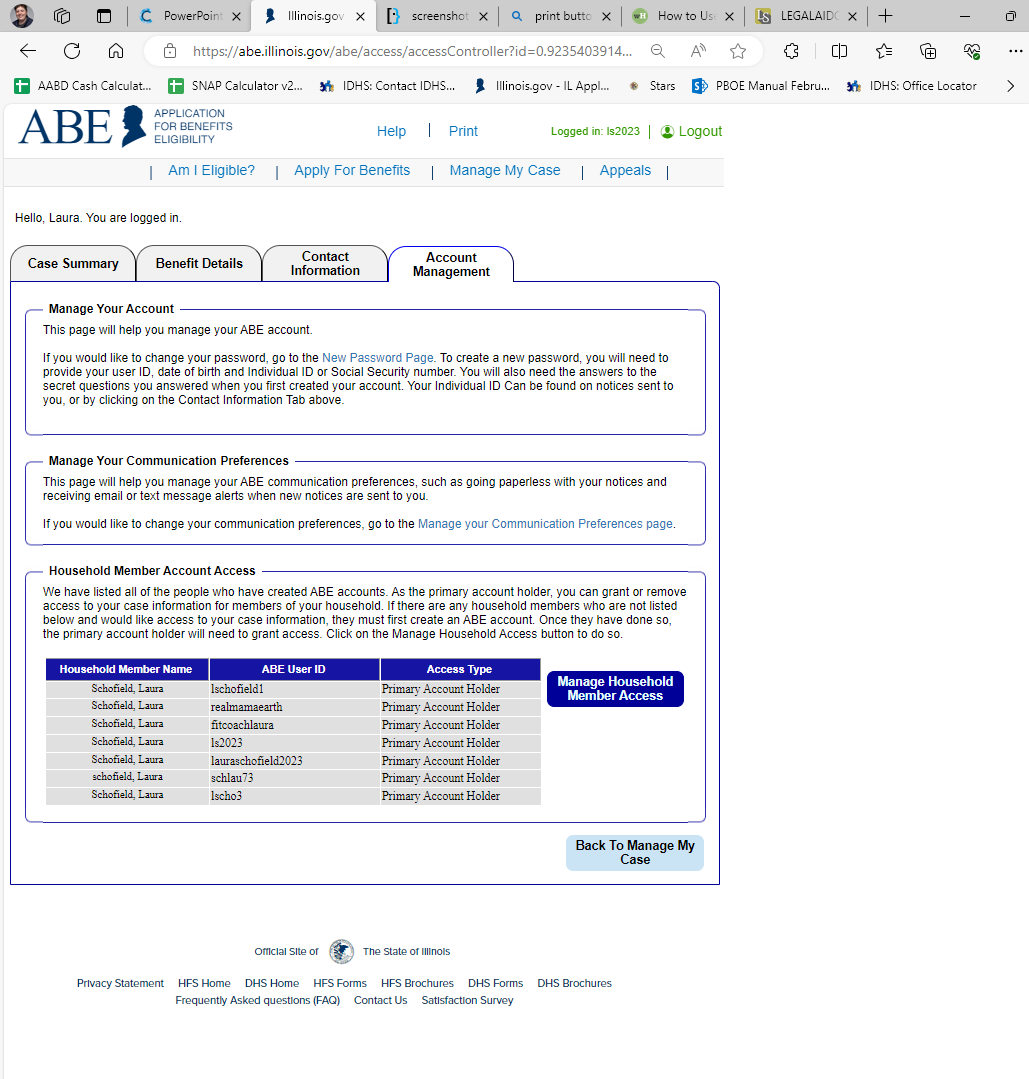 PowerPoint
Illinois.gov
screenshot
print butto
How to Us
LEGALAID
https://abe.illinois.gov/abe/access/accessController?id=0.9235403914...
AABD Cash Calculat...
SNAP Calculator v2...
IDHS: Contact IDHS...
Illinois.gov - IL Appl...
Stars
PBOE Manual Febru...
IDHS: Office Locator
ABE
APPLICATION
FOR BENEFITS
ELIGIBILITY
Help | Print
Logged in: ls2023 | Logout
| Am I Eligible? | Apply For Benefits | Manage My Case | Appeals |
Hello, Laura. You are logged in.
Case Summary
Benefit Details
Contact
Information
Account
Management
Manage Your Account
This page will help you manage your ABE account.
If you would like to change your password, go to the New Password Page. To create a new password, you will need to
provide your user ID, date of birth and Individual ID or Social Security number. You will also need the answers to the
secret questions you answered when you first created your account. Your Individual ID Can be found on notices sent to
you, or by clicking on the Contact Information Tab above.
Manage Your Communication Preferences
This page will help you manage your ABE communication preferences, such as going paperless with your notices and
receiving email or text message alerts when new notices are sent to you.
If you would like to change your communication preferences, go to the Manage your Communication Preferences page.
Household Member Account Access
We have listed all of the people who have created ABE accounts. As the primary account holder, you can grant or remove
access to your case information for members of your household. If there are any household members who are not listed
below and would like access to your case information, they must first create an ABE account. Once they have done so,
the primary account holder will need to grant access. Click on the Manage Household Access button to do so.
Household Member Name ABE User ID Access Type
Schofield, Laura lschofield1 Primary Account Holder
Schofield, Laura realmamaearth Primary Account Holder
Schofield, Laura fitcoachlaura Primary Account Holder
Schofield, Laura ls2023 Primary Account Holder
Schofield, Laura lauraschofield2023 Primary Account Holder
schofield, Laura schlau73 Primary Account Holder
Schofield, Laura lscho3 Primary Account Holder
Manage Household
Member Access
Back To Manage My
Case
Official Site of The State of Illinois
Privacy Statement HFS Home DHS Home HFS Forms HFS Brochures DHS Forms DHS Brochures
Frequently Asked questions (FAQ) Contact Us Satisfaction Survey